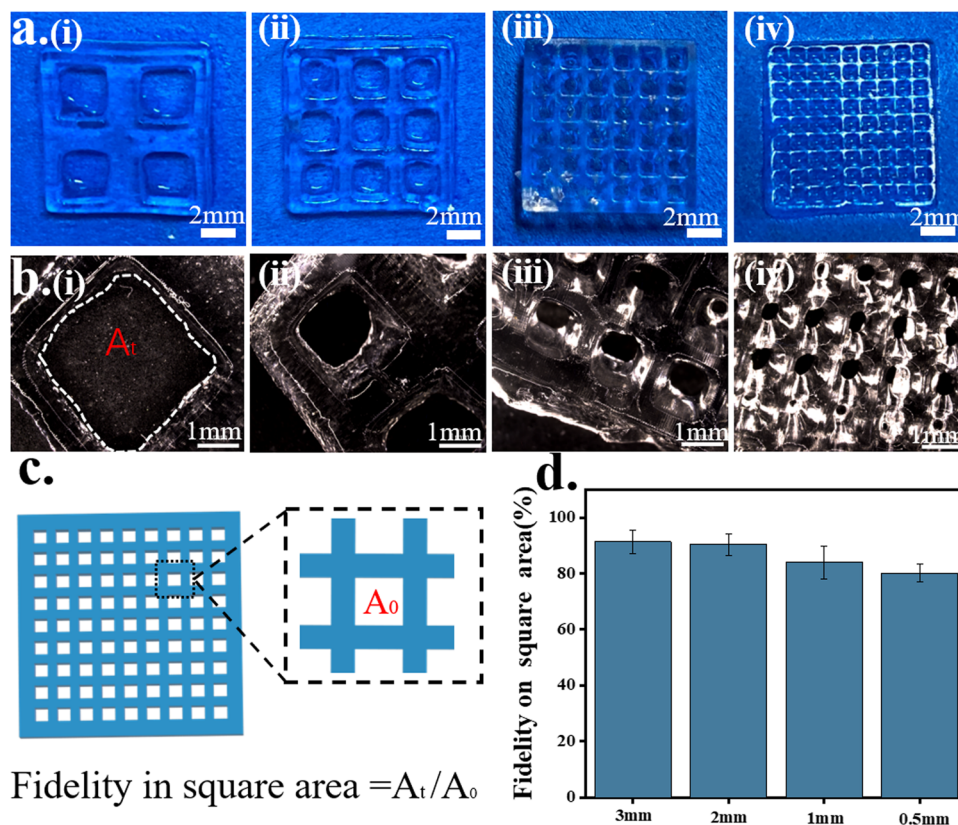 a.(i) (ii) (iii) (iv)
2mm 2mm 2mm 2mm
b.(i) (ii) (iii) (iv)
At
1mm 1mm 1mm 1mm
c.
A0
Fidelity in square area =At/A0
d.
Fidelity on square area(%)
100
80
60
40
20
0
3mm 2mm 1mm 0.5mm